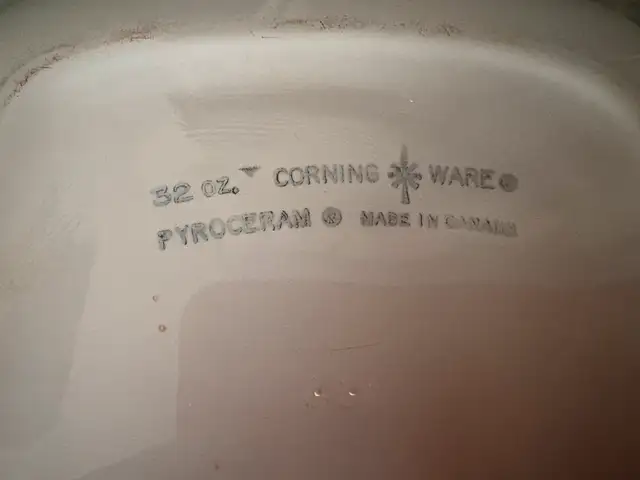 32 OZ. CORNING WARE®
PYROCERAM ® MADE IN CANADA